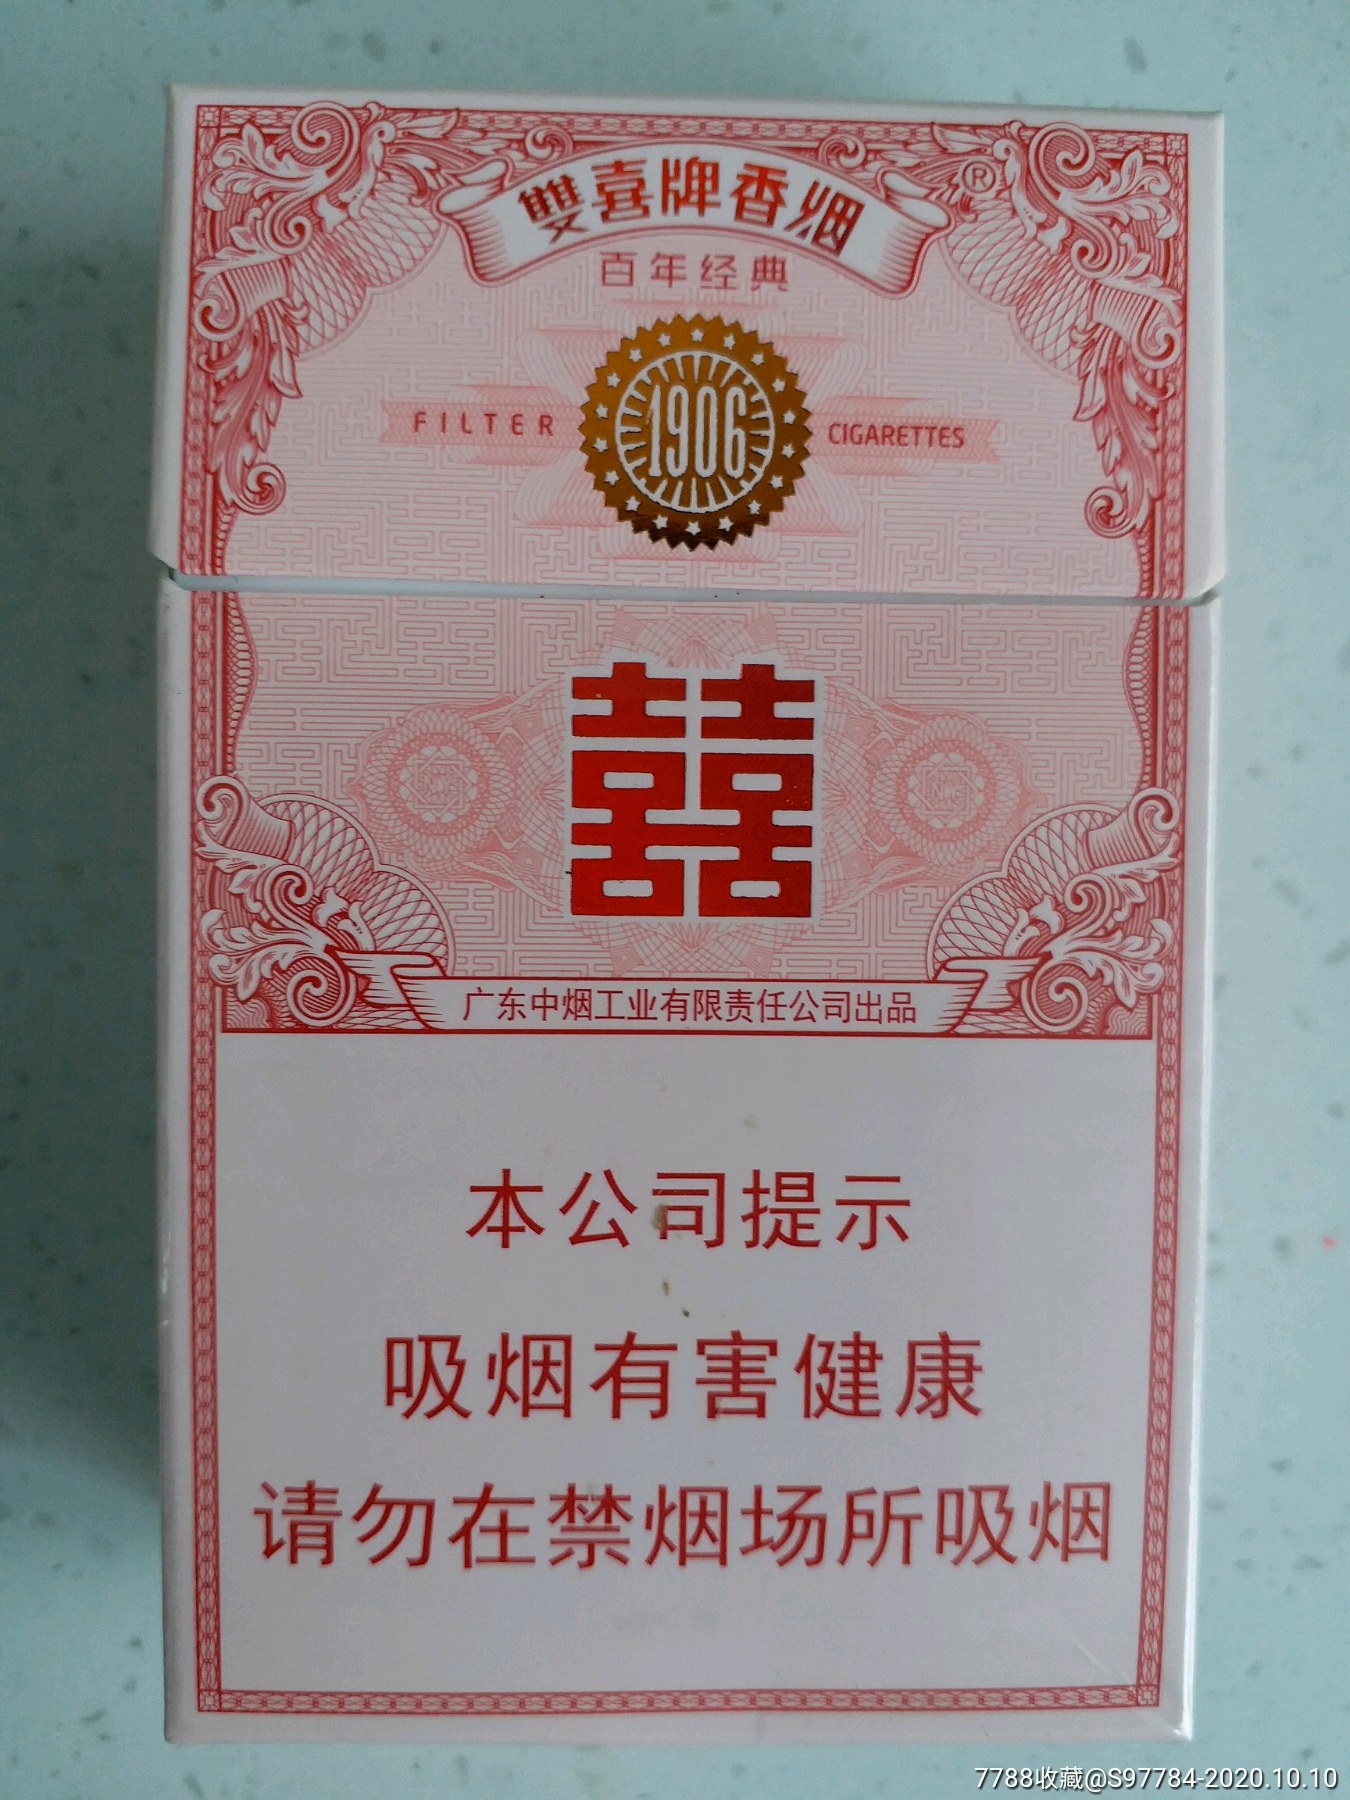 雙喜牌香烟
®
百年经典
FILTER 1906 CIGARETTES
囍
广东中烟工业有限责任公司出品
本公司提示
吸烟有害健康
请勿在禁烟场所吸烟
7788收藏@S97784-2020.10.10